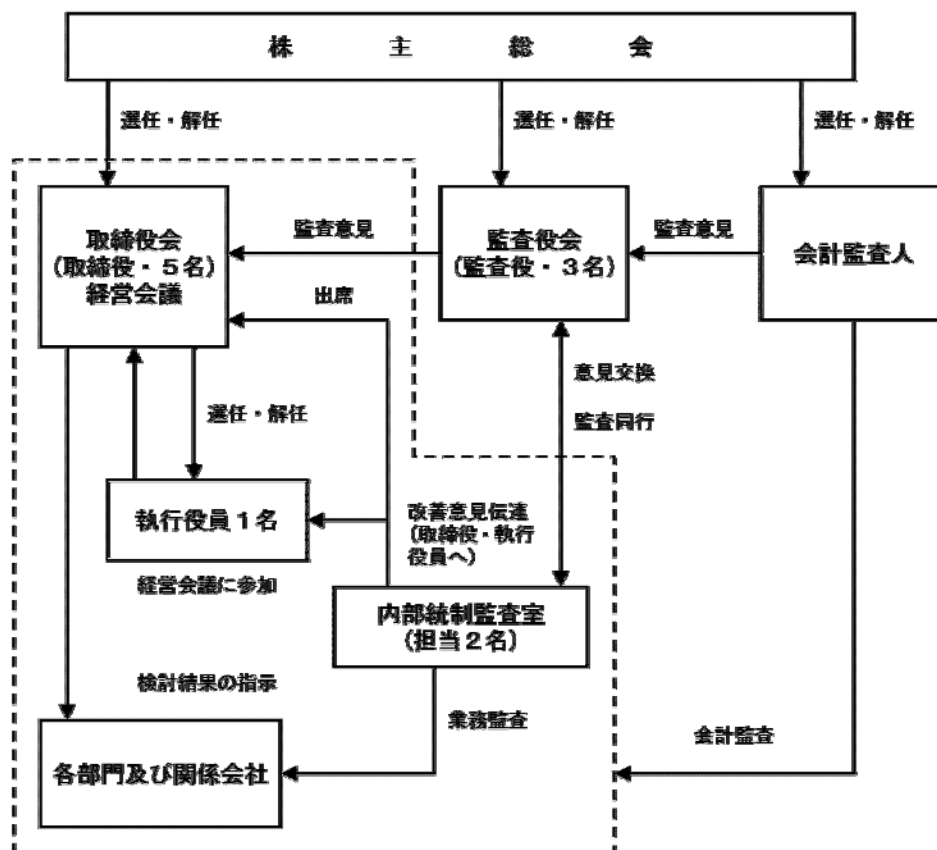 株主総会
選任・解任
選任・解任
選任・解任
取締役会
(取締役・5名)
経営会議
監査意見
監査役会
(監査役・3名)
監査意見
会計監査人
出席
意見交換
監査同行
選任・解任
執行役員1名
改善意見伝達
(取締役・執行
役員へ)
経営会議に参加
内部統制監査室
(担当2名)
検討結果の指示
業務監査
会計監査
各部門及び関係会社